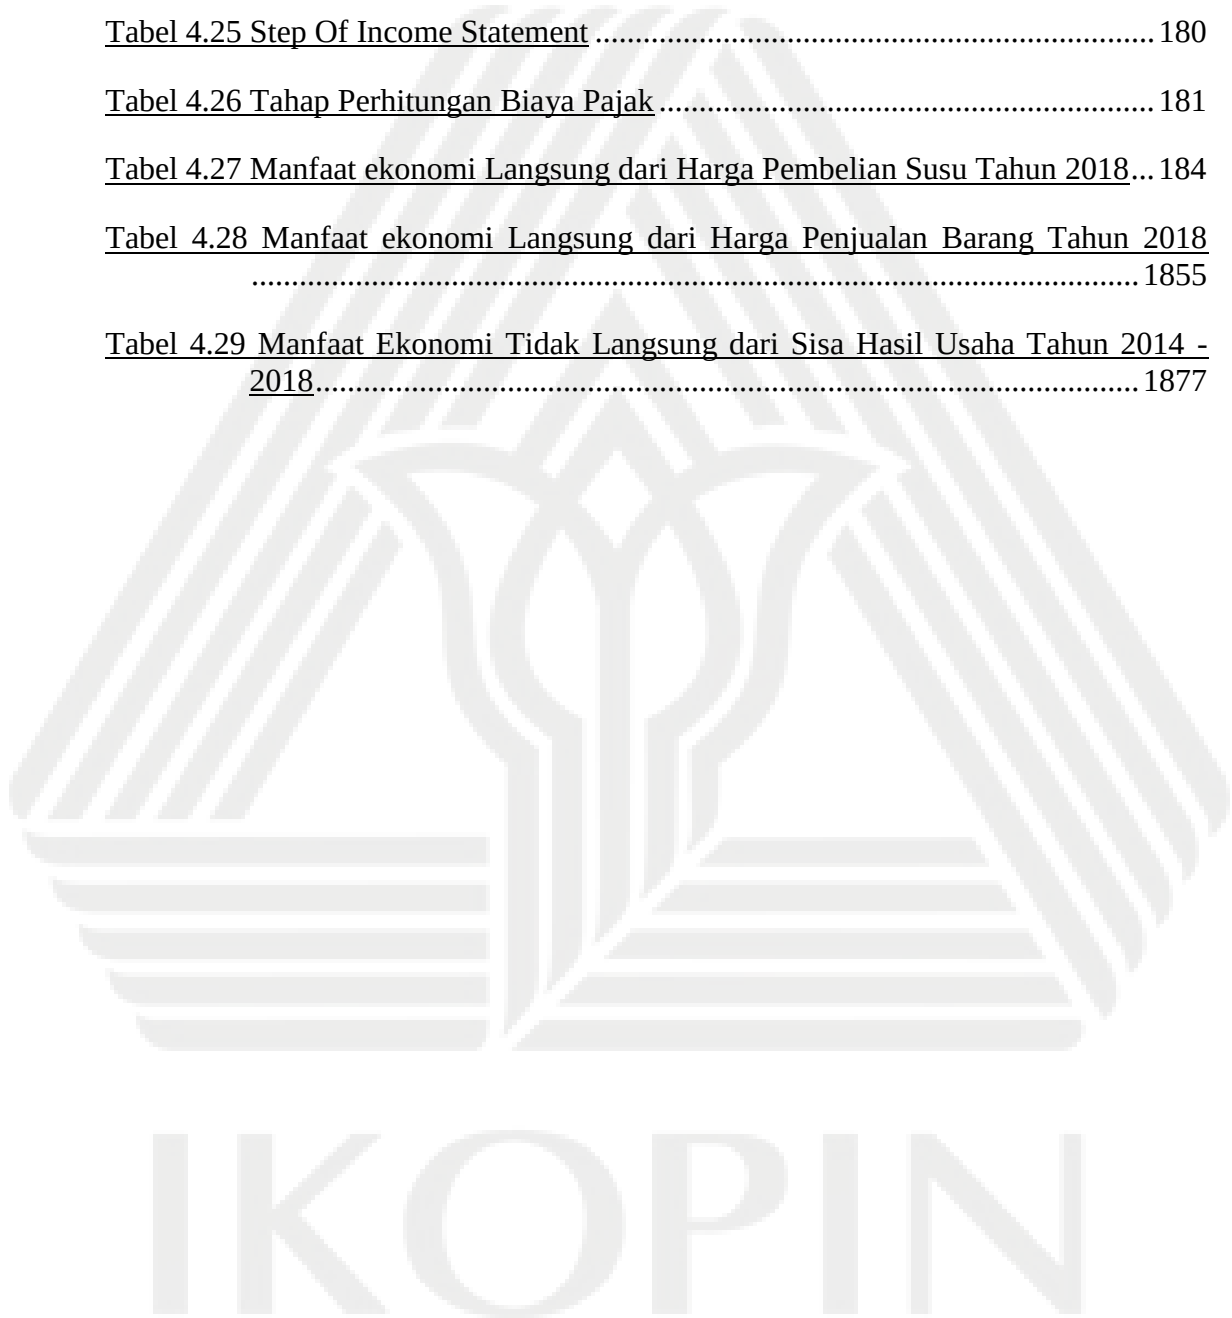 Tabel 4.25 Step Of Income Statement ...................................................................... 180
Tabel 4.26 Tahap Perhitungan Biaya Pajak .............................................................. 181
Tabel 4.27 Manfaat ekonomi Langsung dari Harga Pembelian Susu Tahun 2018... 184
Tabel 4.28 Manfaat ekonomi Langsung dari Harga Penjualan Barang Tahun 2018
............................................................................................................... 1855
Tabel 4.29 Manfaat Ekonomi Tidak Langsung dari Sisa Hasil Usaha Tahun 2014 -
2018....................................................................................................... 1877
IKOPIN